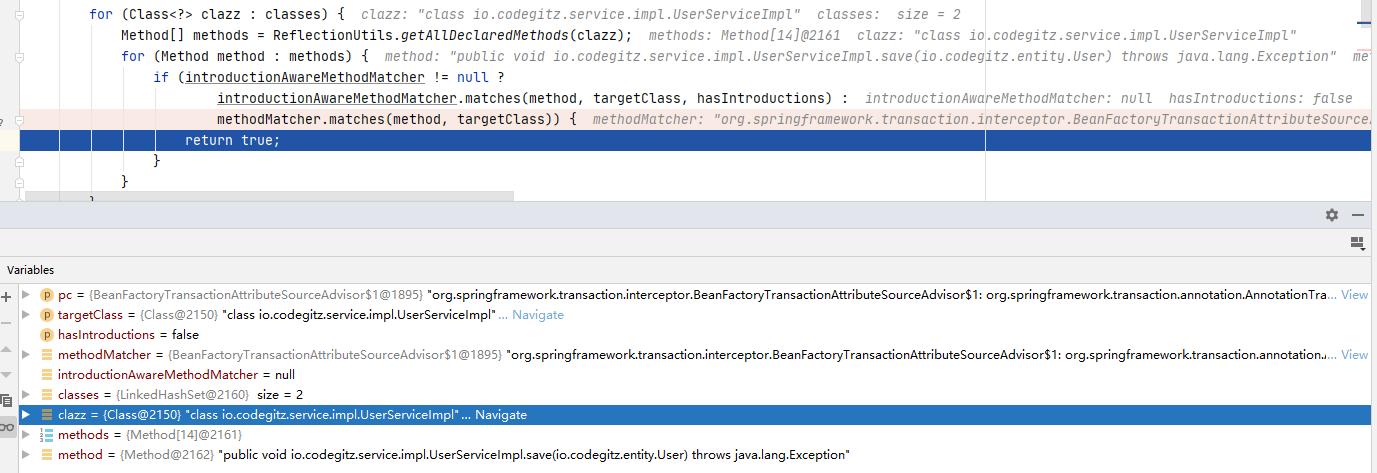 for (Class<?> clazz : classes) {  clazz: "class io.codegitz.service.impl.UserServiceImpl"  classes:  size = 2
Method[] methods = ReflectionUtils.getAllDeclaredMethods(clazz);  methods: Method[14]@2161  clazz: "class io.codegitz.service.impl.UserServiceImpl"
for (Method method : methods) {  method: "public void io.codegitz.service.impl.UserServiceImpl.save(io.codegitz.entity.User) throws java.lang.Exception"  me
if (introductionAwareMethodMatcher != null ?
introductionAwareMethodMatcher.matches(method, targetClass, hasIntroductions) :  introductionAwareMethodMatcher: null  hasIntroductions: false
methodMatcher.matches(method, targetClass)) {  methodMatcher: "org.springframework.transaction.interceptor.BeanFactoryTransactionAttributeSource
return true;
}
}
Variables
pc = {BeanFactoryTransactionAttributeSourceAdvisor$1@1895} "org.springframework.transaction.interceptor.BeanFactoryTransactionAttributeSourceAdvisor$1: org.springframework.transaction.annotation.AnnotationTra... View
targetClass = {Class@2150} "class io.codegitz.service.impl.UserServiceImpl"... Navigate
hasIntroductions = false
methodMatcher = {BeanFactoryTransactionAttributeSourceAdvisor$1@1895} "org.springframework.transaction.interceptor.BeanFactoryTransactionAttributeSourceAdvisor$1: org.springframework.transaction.annotation.... View
introductionAwareMethodMatcher = null
classes = {LinkedHashSet@2160}  size = 2
clazz = {Class@2150} "class io.codegitz.service.impl.UserServiceImpl"... Navigate
methods = {Method[14]@2161}
method = {Method@2162} "public void io.codegitz.service.impl.UserServiceImpl.save(io.codegitz.entity.User) throws java.lang.Exception"